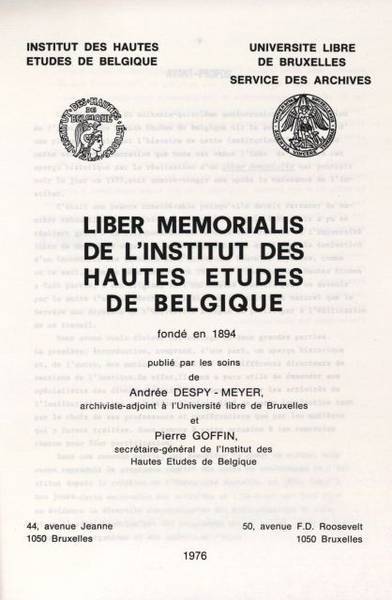 INSTITUT DES HAUTES
ETUDES DE BELGIQUE
UNIVERSITE LIBRE
DE BRUXELLES
SERVICE DES ARCHIVES
LIBER MEMORIALIS
DE L'INSTITUT DES
HAUTES ETUDES
DE BELGIQUE
fondé en 1894
publié par les soins
de
Andrée DESPY - MEYER,
archiviste-adjoint à l'Université libre de Bruxelles
et
Pierre GOFFIN,
secrétaire-général de l'Institut des
Hautes Etudes de Belgique
44, avenue Jeanne
1050 Bruxelles
50, avenue F.D. Roosevelt
1050 Bruxelles
1976